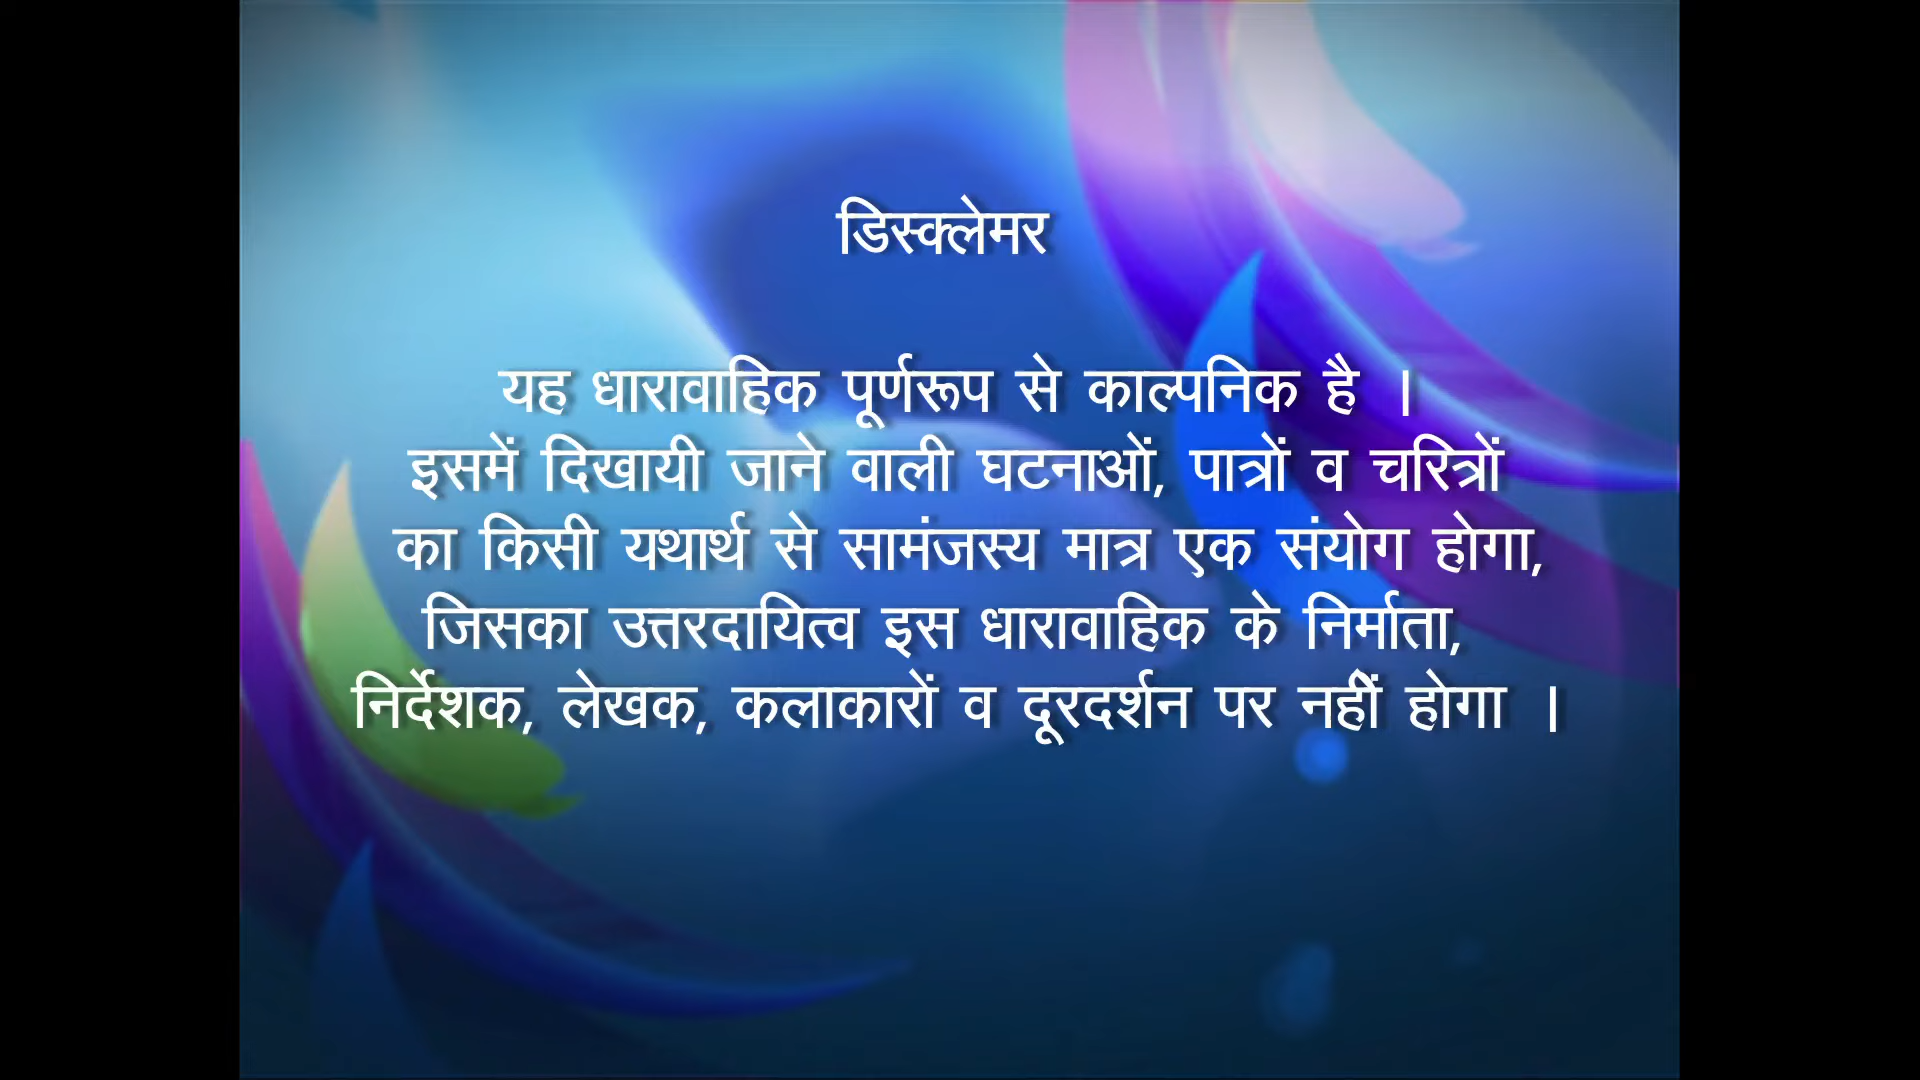 डिस्क्लेमर
यह धारावाहिक पूर्णरूप से काल्पनिक है ।
इसमें दिखायी जाने वाली घटनाओं, पात्रों व चरित्रों
का किसी यथार्थ से सामंजस्य मात्र एक संयोग होगा,
जिसका उत्तरदायित्व इस धारावाहिक के निर्माता,
निर्देशक, लेखक, कलाकारों व दूरदर्शन पर नहीं होगा ।